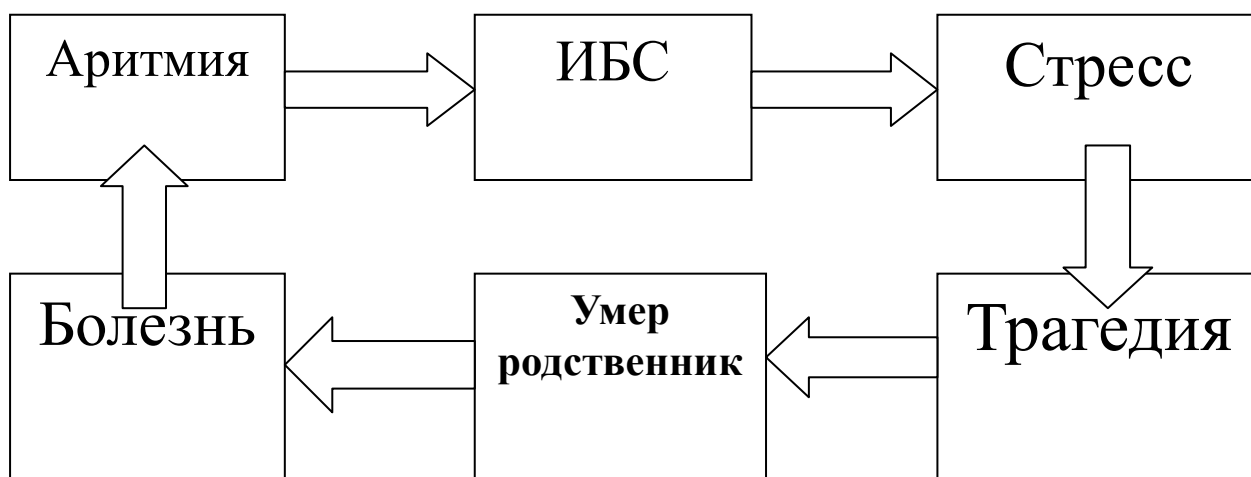 Аритмия
ИБС
Стресс
Болезнь
Умер
родственник
Трагедия